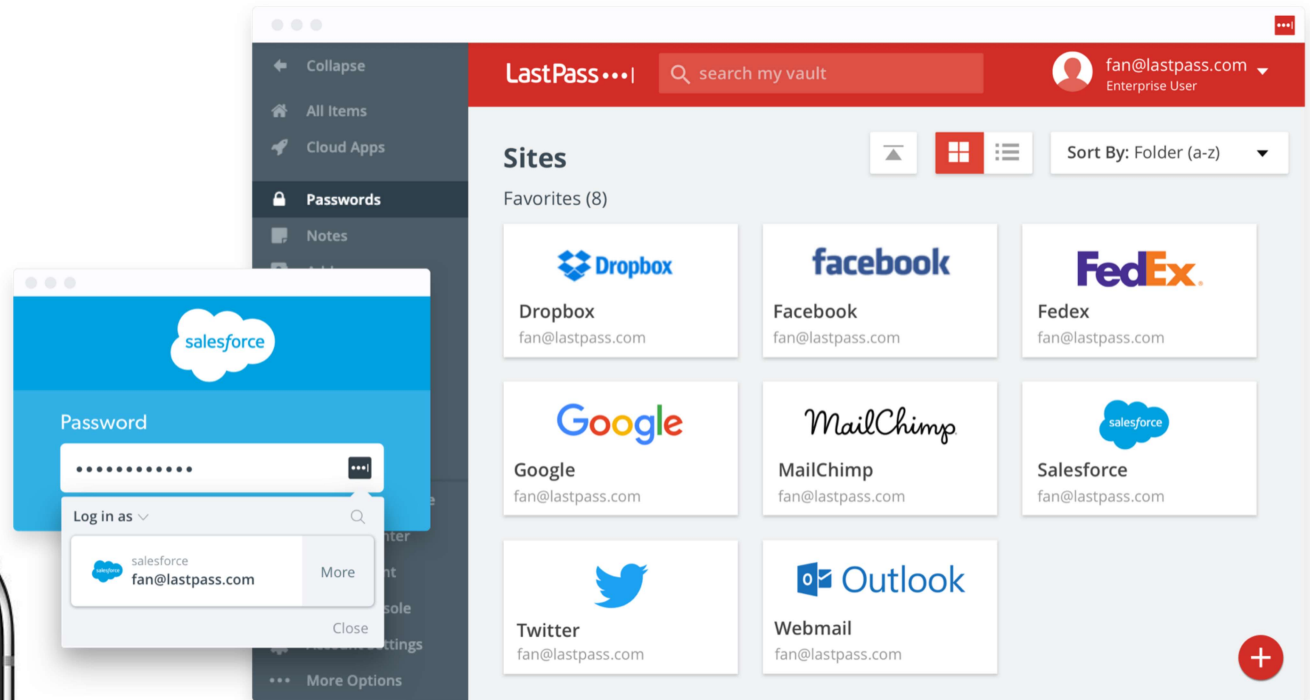 Collapse
All Items
Cloud Apps
Passwords
Notes
Settings
More Options
LastPass
search my vault
fan@lastpass.com
Enterprise User
Sites
Sort By: Folder (a-z)
Favorites (8)
Dropbox
Dropbox
fan@lastpass.com
facebook
Facebook
fan@lastpass.com
FedEx.
Fedex
fan@lastpass.com
Google
Google
fan@lastpass.com
MailChimp
MailChimp
fan@lastpass.com
salesforce
Salesforce
fan@lastpass.com
Twitter
fan@lastpass.com
Outlook
Webmail
fan@lastpass.com
salesforce
Password
Log in as
salesforce
salesforce
fan@lastpass.com
More
Close